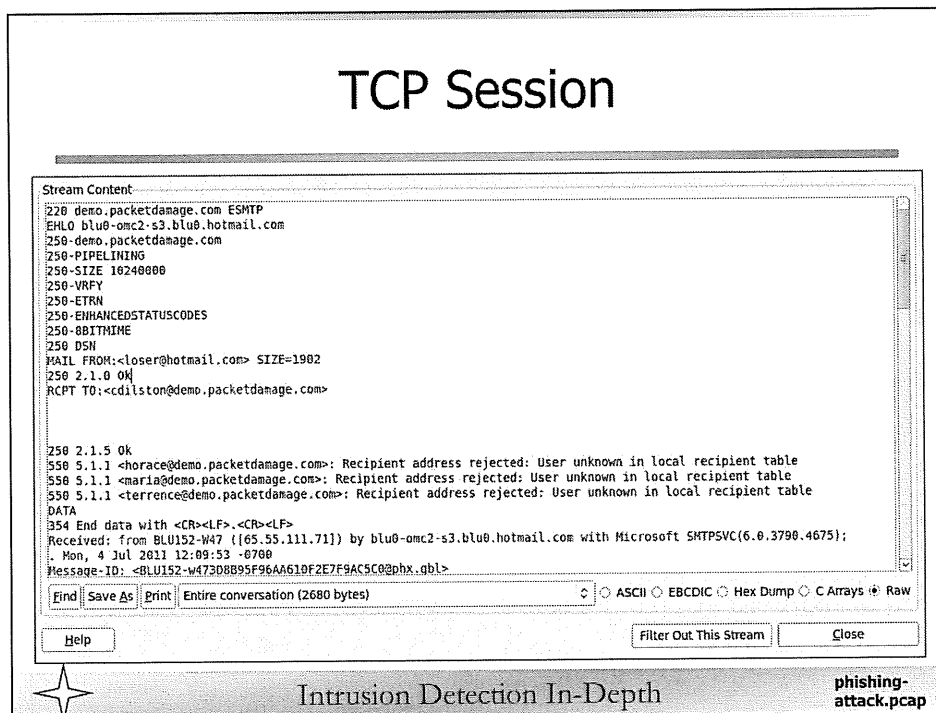 TCP Session
Stream Content
220 demo.packetdamage.com ESMTP
EHLO blu0-omc2-s3.blu0.hotmail.com
250-demo.packetdamage.com
250-PIPELINING
250-SIZE 10240000
250-VRFY
250-ETRN
250-ENHANCEDSTATUSCODES
250-8BITMIME
250 DSN
MAIL FROM:<loser@hotmail.com> SIZE=1902
250 2.1.0 Ok
RCPT TO:<cdilston@demo.packetdamage.com>
250 2.1.5 Ok
550 5.1.1 <horace@demo.packetdamage.com>: Recipient address rejected: User unknown in local recipient table
550 5.1.1 <maria@demo.packetdamage.com>: Recipient address rejected: User unknown in local recipient table
550 5.1.1 <terrence@demo.packetdamage.com>: Recipient address rejected: User unknown in local recipient table
DATA
354 End data with <CR><LF>.<CR><LF>
Received: from BLU152-W47 ([65.55.111.71]) by blu0-omc2-s3.blu0.hotmail.com with Microsoft SMTPSVC(6.0.3790.4675);
. Mon, 4 Jul 2011 12:09:53 -0700
Message-ID: <BLU152-w473D8B95F96AA610F2E7F9AC5C0@phx.gbl>
Find Save As Print Entire conversation (2680 bytes) ASCII EBCDIC Hex Dump C Arrays Raw
Help Filter Out This Stream Close
Intrusion Detection In-Depth
phishing-
attack.pcap